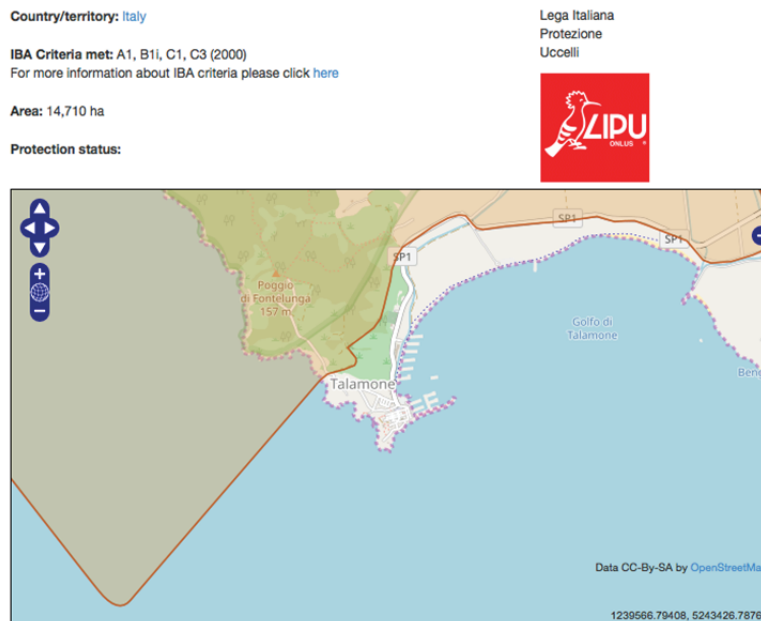 Country/territory: Italy
IBA Criteria met: A1, B1i, C1, C3 (2000)
For more information about IBA criteria please click here
Area: 14,710 ha
Protection status:
Lega Italiana
Protezione
Uccelli
LIPU
ONLUS
SP1
SP1
SP1
Poggio
di Fontelunga
157 m
Golfo di
Talamone
Talamone
Bene
Data CC-By-SA by OpenStreetMa
1239566.79408, 5243426.7876